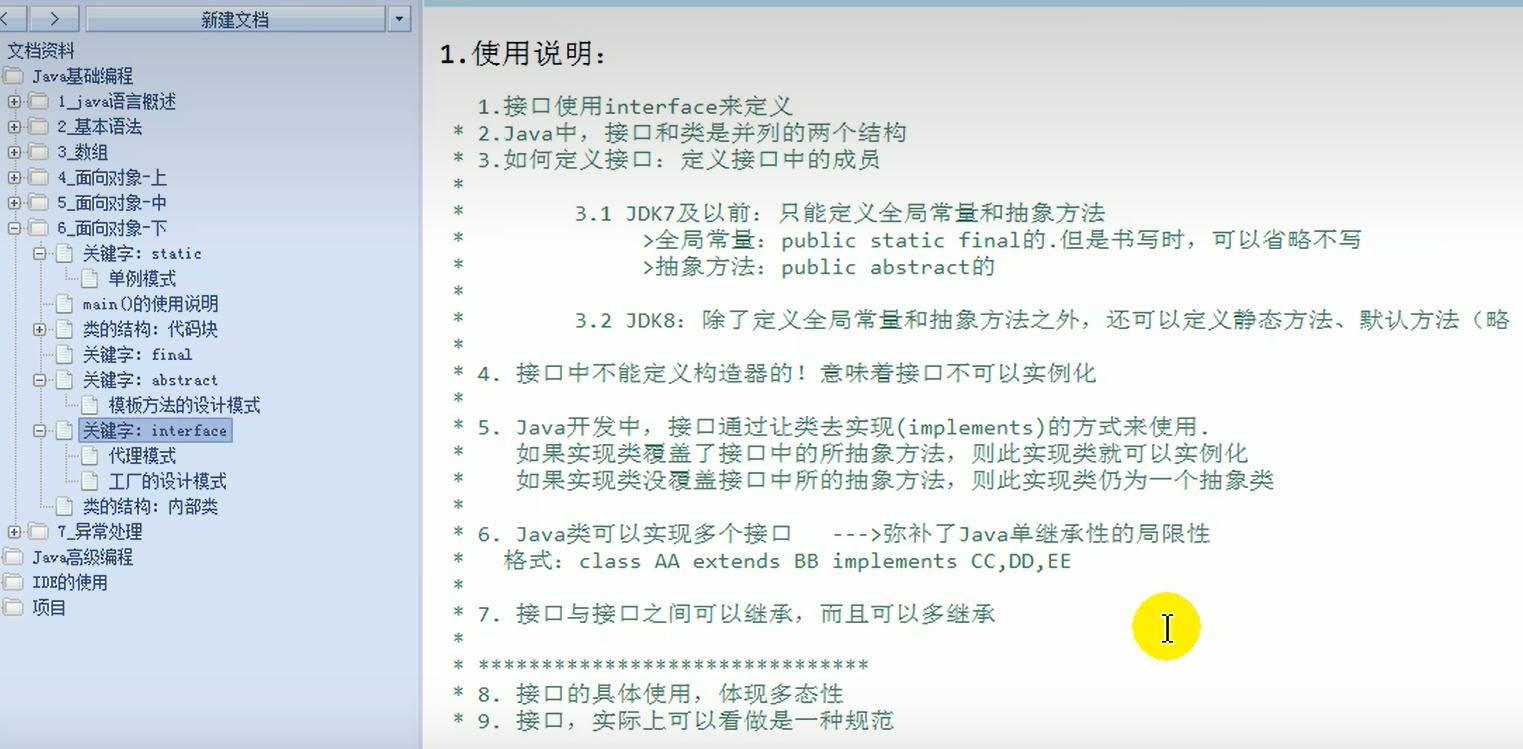 新建文档
文档资料
Java基础编程
1_java语言概述
2_基本语法
3_数组
4_面向对象-上
5_面向对象-中
6_面向对象-下
关键字: static
单例模式
main()的使用说明
类的结构: 代码块
关键字: final
关键字: abstract
模板方法的设计模式
关键字: interface
代理模式
工厂的设计模式
类的结构: 内部类
7_异常处理
Java高级编程
IDE的使用
项目
1.使用说明:
1.接口使用interface来定义
* 2.Java中, 接口和类是并列的两个结构
* 3.如何定义接口: 定义接口中的成员
*
* 3.1 JDK7及以前: 只能定义全局常量和抽象方法
* >全局常量: public static final的.但是书写时, 可以省略不写
* >抽象方法: public abstract的
*
* 3.2 JDK8: 除了定义全局常量和抽象方法之外, 还可以定义静态方法、默认方法（略
*
* 4. 接口中不能定义构造器的! 意味着接口不可以实例化
*
* 5. Java开发中, 接口通过让类去实现(implements)的方式来使用.
* 如果实现类覆盖了接口中的所抽象方法, 则此实现类就可以实例化
* 如果实现类没覆盖接口中所的抽象方法, 则此实现类仍为一个抽象类
*
* 6. Java类可以实现多个接口 --->弥补了Java单继承性的局限性
* 格式: class AA extends BB implements CC,DD,EE
*
* 7. 接口与接口之间可以继承, 而且可以多继承
*
* *******************************
* 8. 接口的具体使用, 体现多态性
* 9. 接口, 实际上可以看做是一种规范